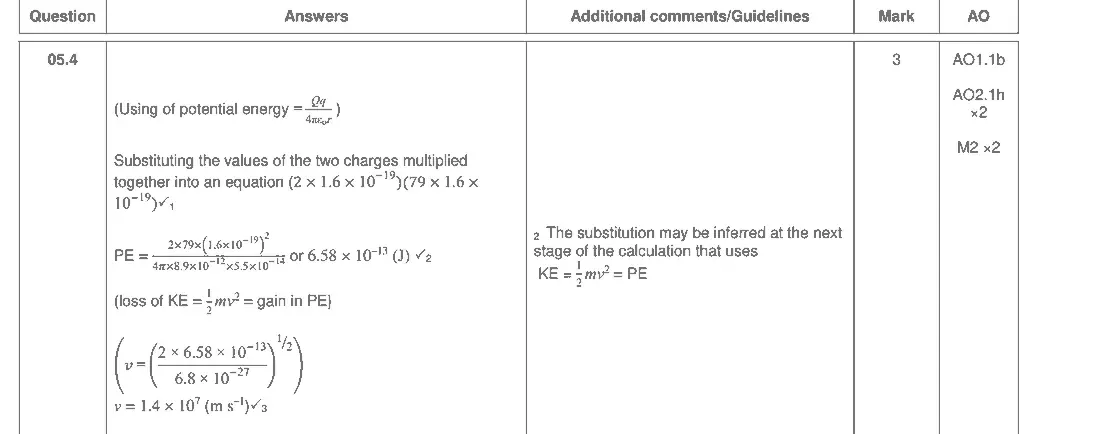 Question Answers Additional comments/Guidelines Mark AO
05.4 3 AO1.1b
AO2.1h
×2
M2 ×2
(Using of potential energy = Qq / 4πε₀r )
Substituting the values of the two charges multiplied
together into an equation (2 × 1.6 × 10⁻¹⁹)(79 × 1.6 ×
10⁻¹⁹)✓₁
PE = 2×79×(1.6×10⁻¹⁹)² / 4π×8.9×10⁻¹²×5.5×10⁻¹⁴ or 6.58 × 10⁻¹³ (J) ✓₂
(loss of KE = ½mv² = gain in PE)
(v = (2 × 6.58 × 10⁻¹³ / 6.8 × 10⁻²⁷)^1/2)
v = 1.4 × 10⁷ (m s⁻¹)✓₃
₂ The substitution may be inferred at the next
stage of the calculation that uses
KE = ½mv² = PE